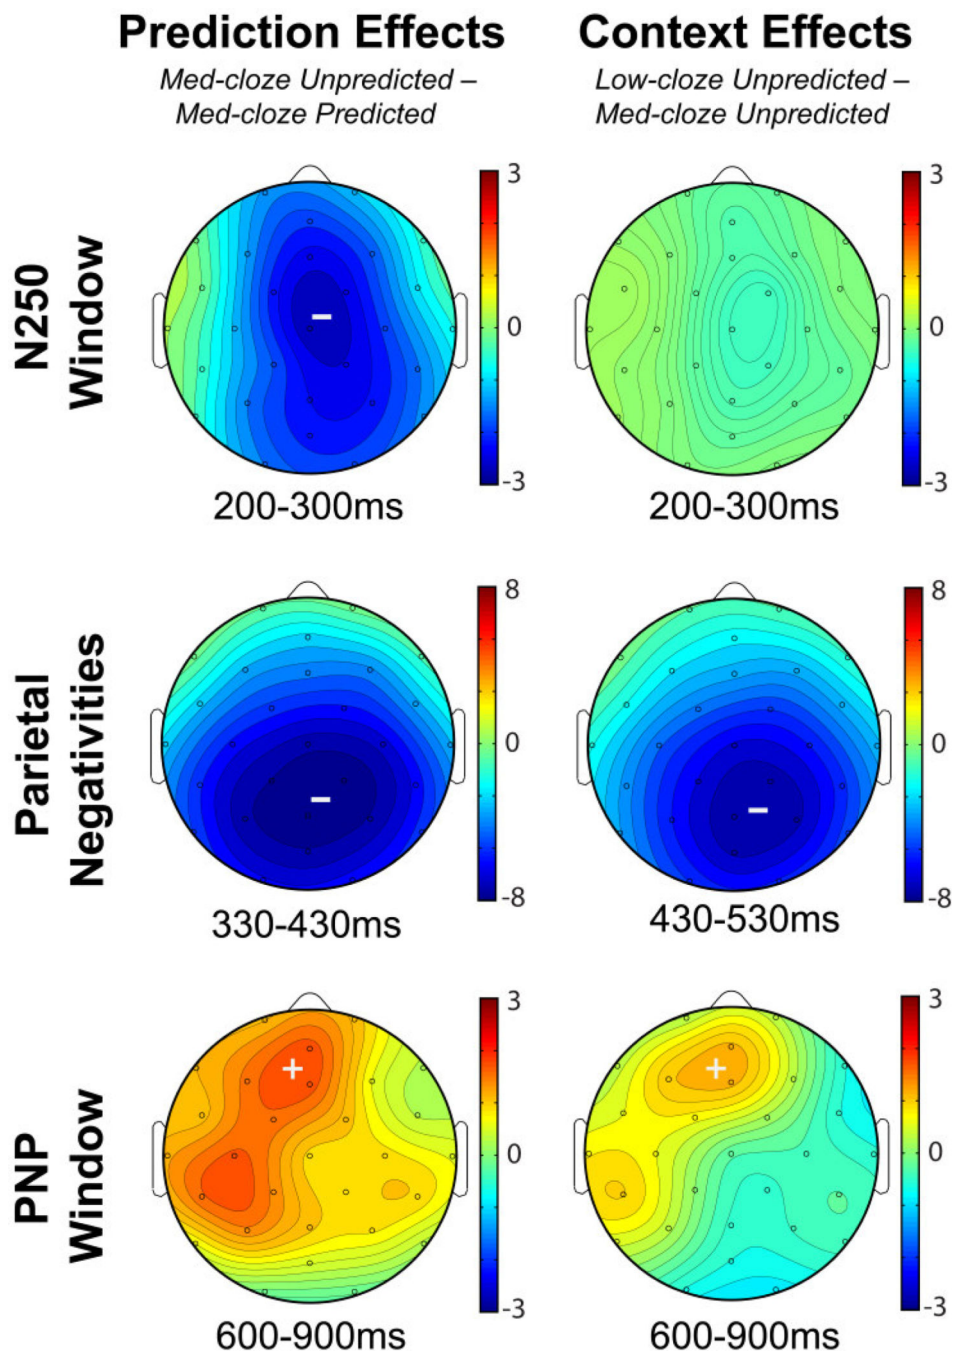 Prediction Effects
Context Effects
Med-cloze Unpredicted –
Med-cloze Predicted
Low-cloze Unpredicted –
Med-cloze Unpredicted
N250
Window
3
0
-3
200-300ms
3
0
-3
200-300ms
Parietal
Negativities
8
0
-8
330-430ms
8
0
-8
430-530ms
PNP
Window
+
3
0
-3
600-900ms
+
3
0
-3
600-900ms